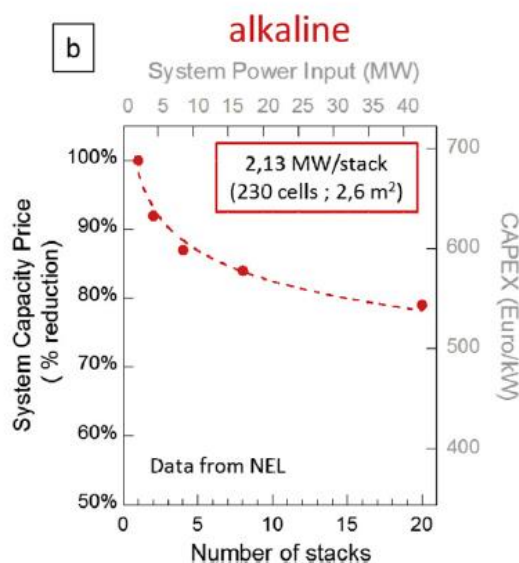 b
alkaline
System Power Input (MW)
0 5 10 15 20 25 30 35 40
100%
90%
80%
70%
60%
50%
System Capacity Price
( % reduction)
2,13 MW/stack
(230 cells ; 2,6 m²)
Data from NEL
700
600
500
400
CAPEX (Euro/kW)
0 5 10 15 20
Number of stacks